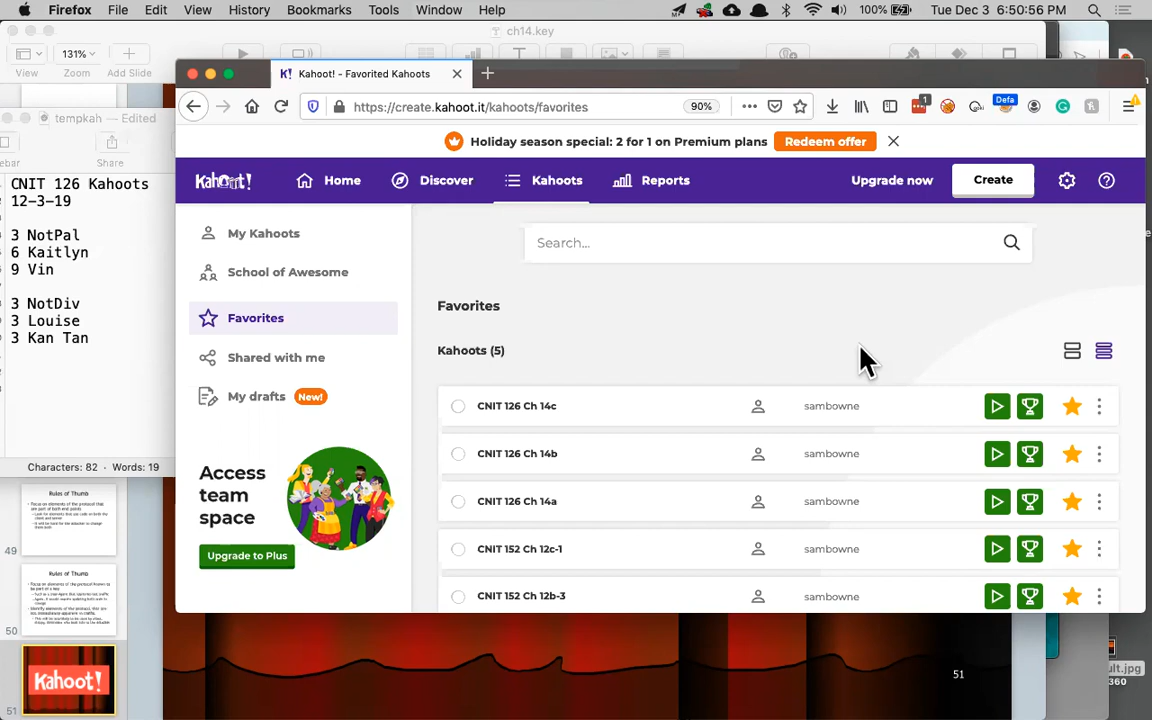 Firefox File Edit View History Bookmarks Tools Window Help 100% Tue Dec 3 6:50:56 PM
ch14.key
131%
View Zoom Add Slide
Kahoot! - Favorited Kahoots
https://create.kahoot.it/kahoots/favorites 90% 1 Defa
tempkah — Edited
Share
Holiday season special: 2 for 1 on Premium plans Redeem offer
Kahoot! Home Discover Kahoots Reports Upgrade now Create
CNIT 126 Kahoots
12-3-19
3 NotPal
6 Kaitlyn
9 Vin
3 NotDiv
3 Louise
3 Kan Tan
Characters: 82 Words: 19
My Kahoots
School of Awesome
Favorites
Shared with me
My drafts New!
Access
team
space
Upgrade to Plus
Search...
Favorites
Kahoots (5)
CNIT 126 Ch 14c sambowne
CNIT 126 Ch 14b sambowne
CNIT 126 Ch 14a sambowne
CNIT 152 Ch 12c-1 sambowne
CNIT 152 Ch 12b-3 sambowne
Rules of Thumb
49
Rules of Thumb
50
Kahoot!
51
51
ult.jpg
360